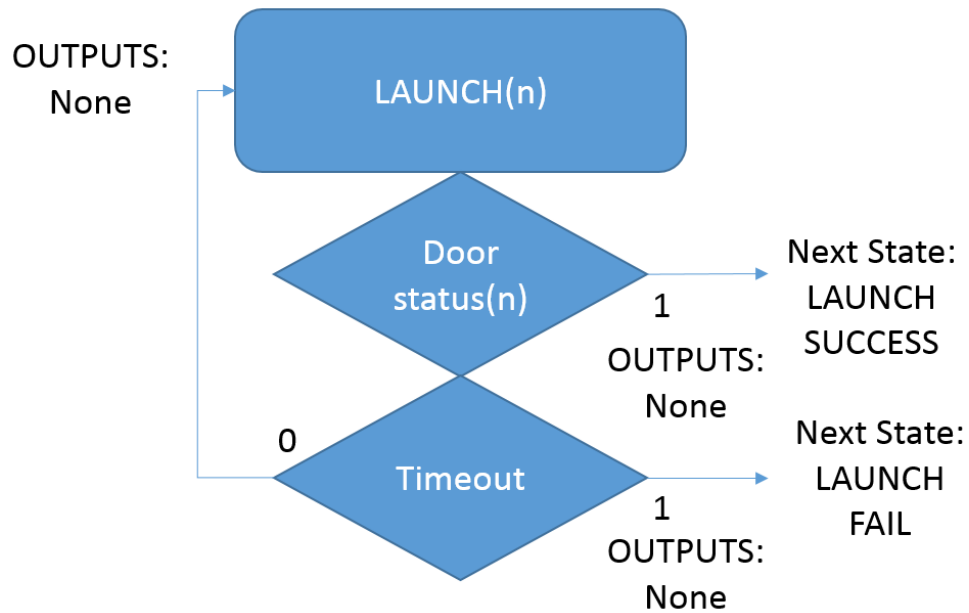 OUTPUTS:
None
LAUNCH(n)
Door
status(n)
1
Next State:
LAUNCH
SUCCESS
OUTPUTS:
None
0
Timeout
1
Next State:
LAUNCH
FAIL
OUTPUTS:
None